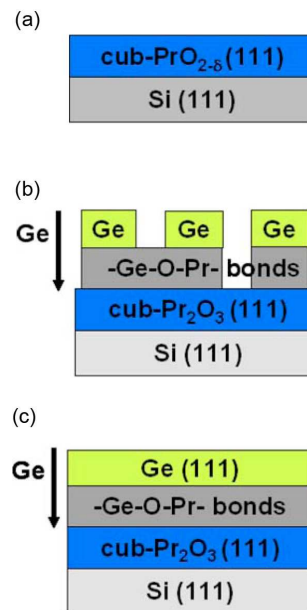 (a)
cub-PrO₂₋δ (111)
Si (111)
(b)
Ge
Ge Ge Ge
-Ge-O-Pr- bonds
cub-Pr₂O₃ (111)
Si (111)
(c)
Ge
Ge (111)
-Ge-O-Pr- bonds
cub-Pr₂O₃ (111)
Si (111)